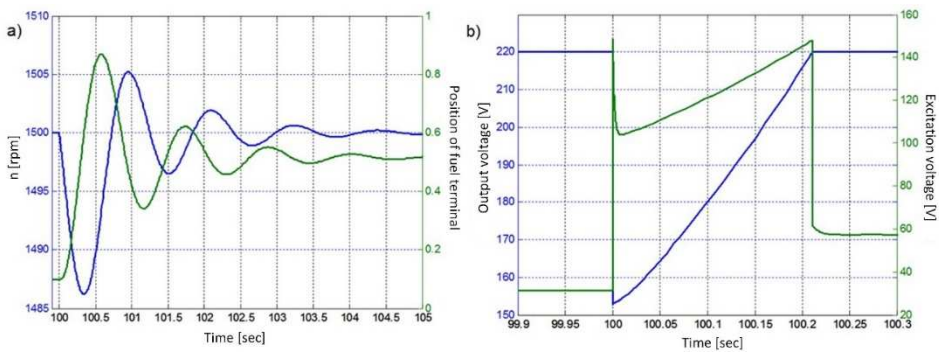 a)
n [rpm]
1510
1505
1500
1495
1490
1485
1
0.8
0.6
0.4
0.2
0
Position of fuel terminal
100 100.5 101 101.5 102 102.5 103 103.5 104 104.5 105
Time [sec]
b)
Output voltage [V]
220
210
200
190
180
170
160
150
160
140
120
100
80
60
40
20
Excitation voltage [V]
99.9 99.95 100 100.05 100.1 100.15 100.2 100.25 100.3
Time [sec]